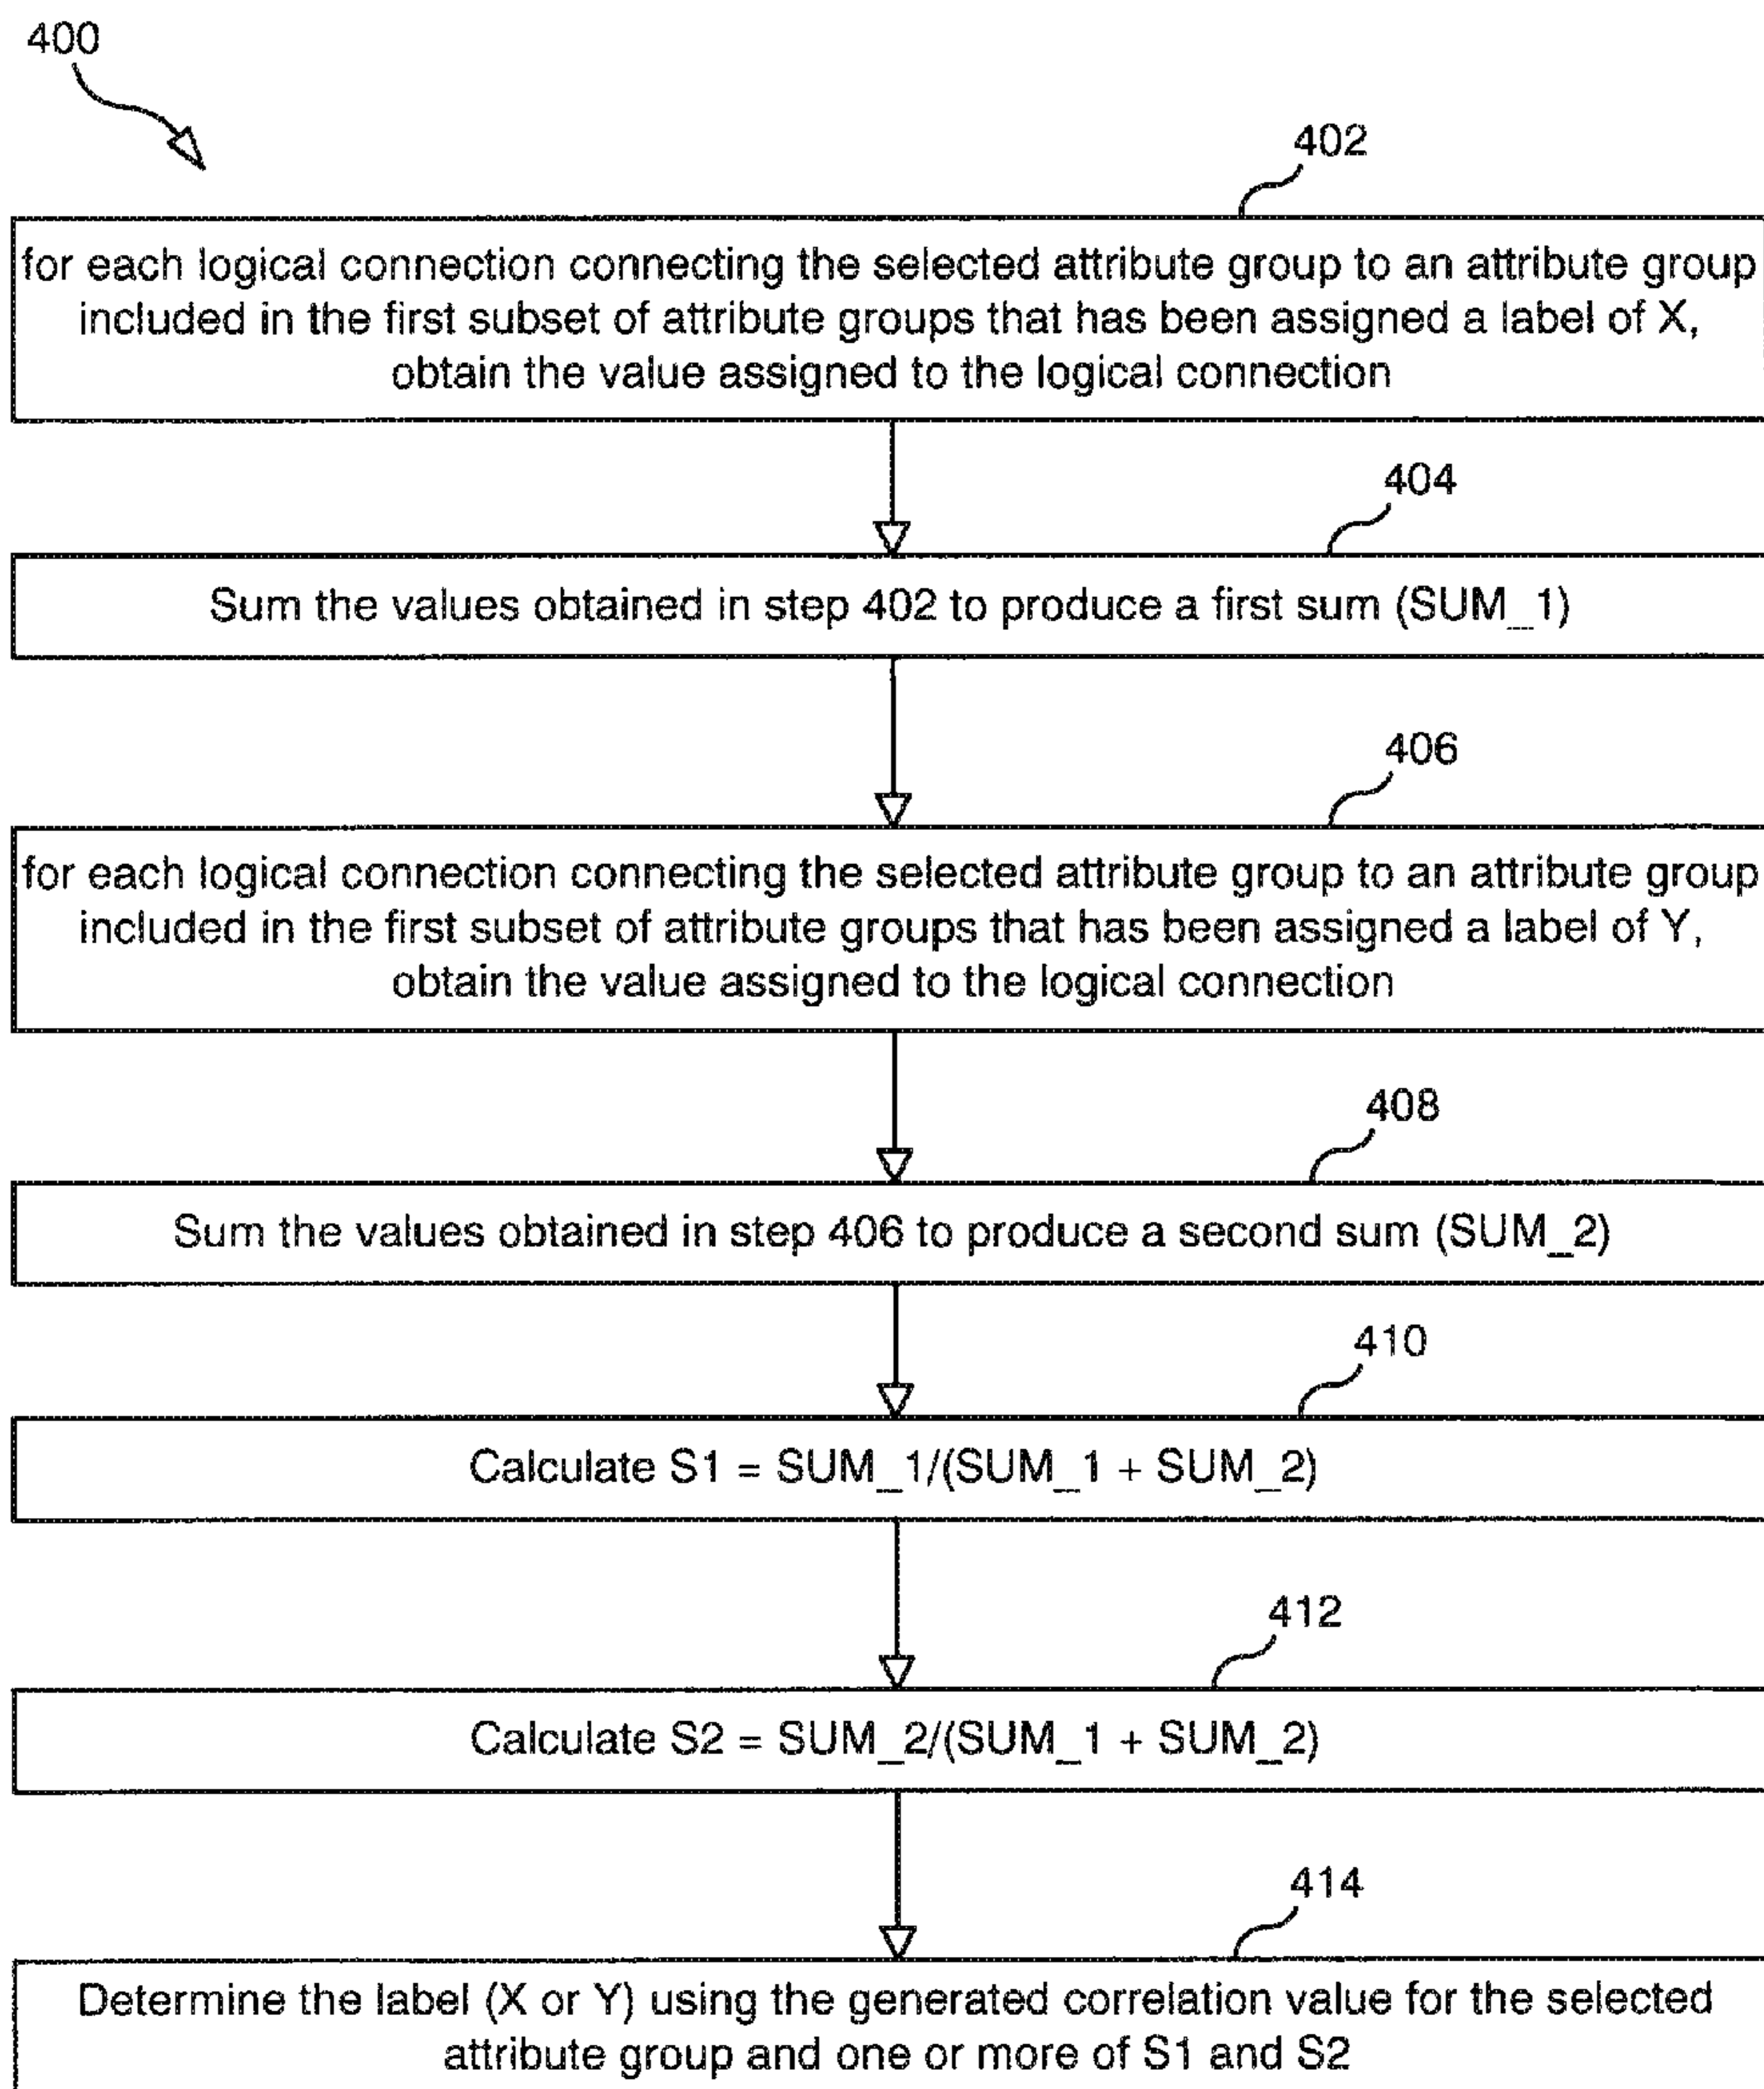 400
402
for each logical connection connecting the selected attribute group to an attribute group
included in the first subset of attribute groups that has been assigned a label of X,
obtain the value assigned to the logical connection
404
Sum the values obtained in step 402 to produce a first sum (SUM_1)
406
for each logical connection connecting the selected attribute group to an attribute group
included in the first subset of attribute groups that has been assigned a label of Y,
obtain the value assigned to the logical connection
408
Sum the values obtained in step 406 to produce a second sum (SUM_2)
410
Calculate S1 = SUM_1/(SUM_1 + SUM_2)
412
Calculate S2 = SUM_2/(SUM_1 + SUM_2)
414
Determine the label (X or Y) using the generated correlation value for the selected
attribute group and one or more of S1 and S2